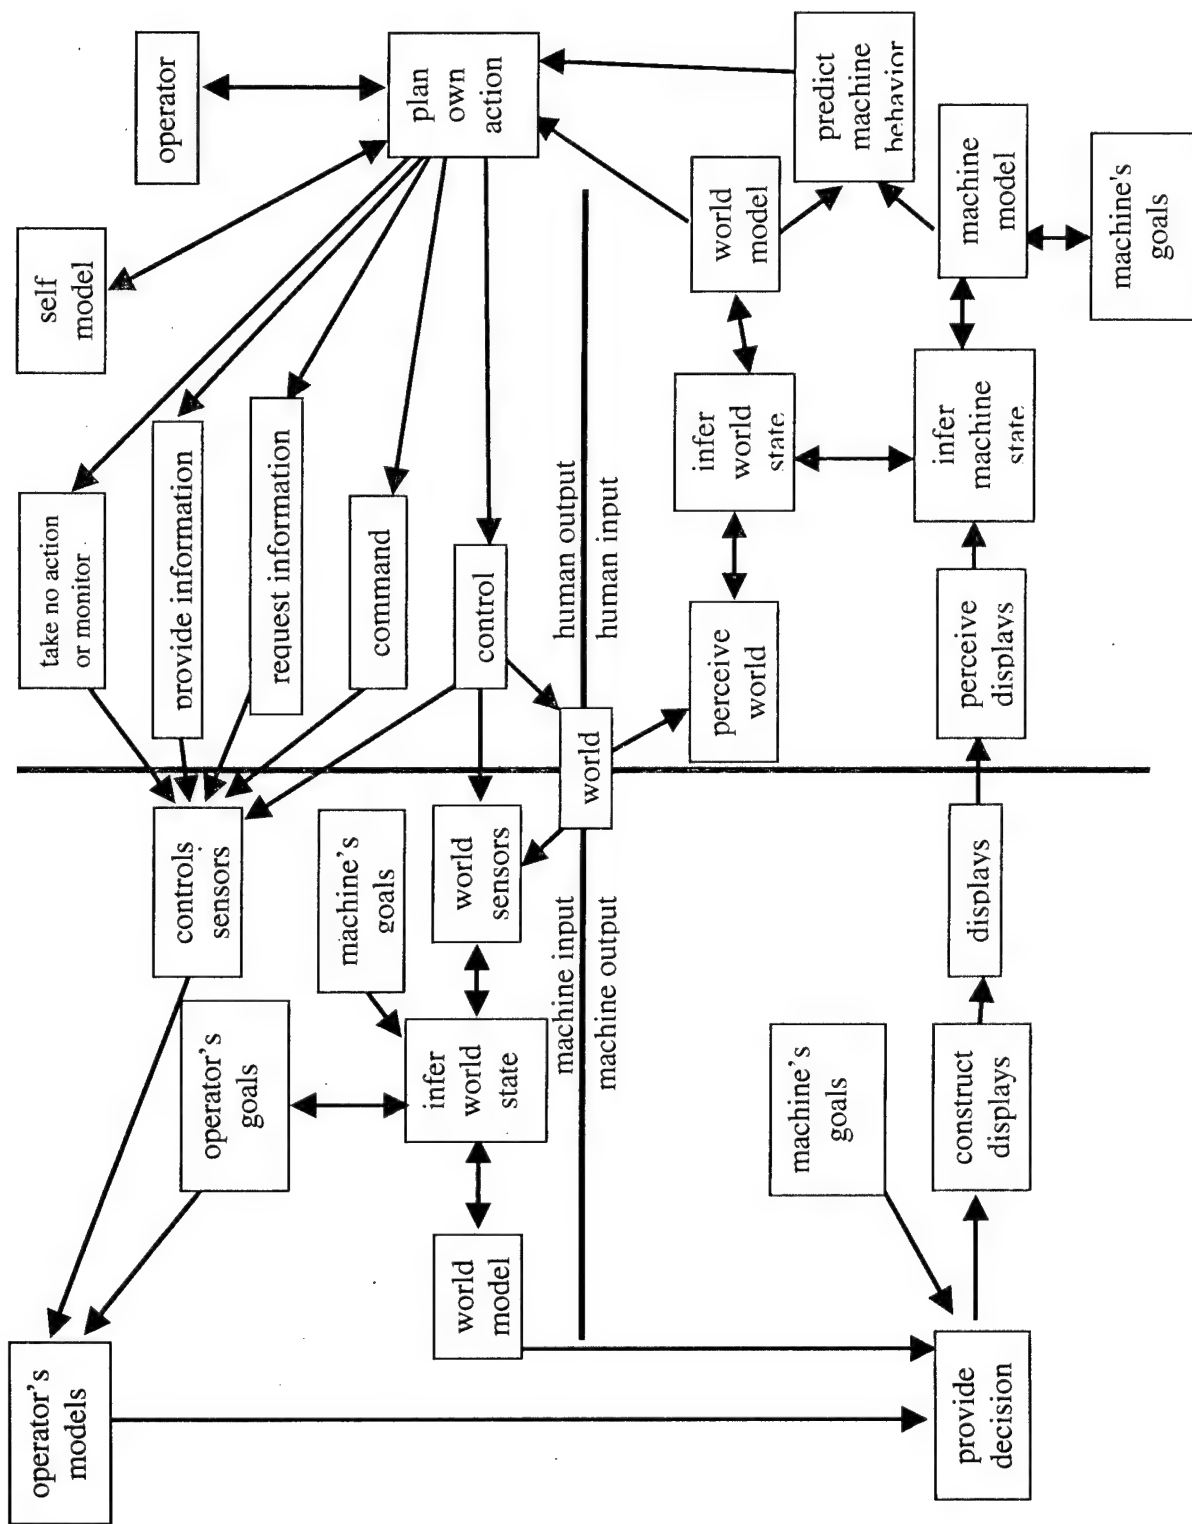 operator's
models
take no action
or monitor
self
model
operator
controls
sensors
provide information
operator's
goals
request information
machine's
goals
command
plan
own
action
infer
world
state
world
model
world
sensors
control
machine input
human output
world
machine output
human input
perceive
world
infer
world
state
world
model
predict
machine
behavior
machine's
goals
provide
decision
construct
displays
displays
perceive
displays
infer
machine
state
machine
model
machine's
goals